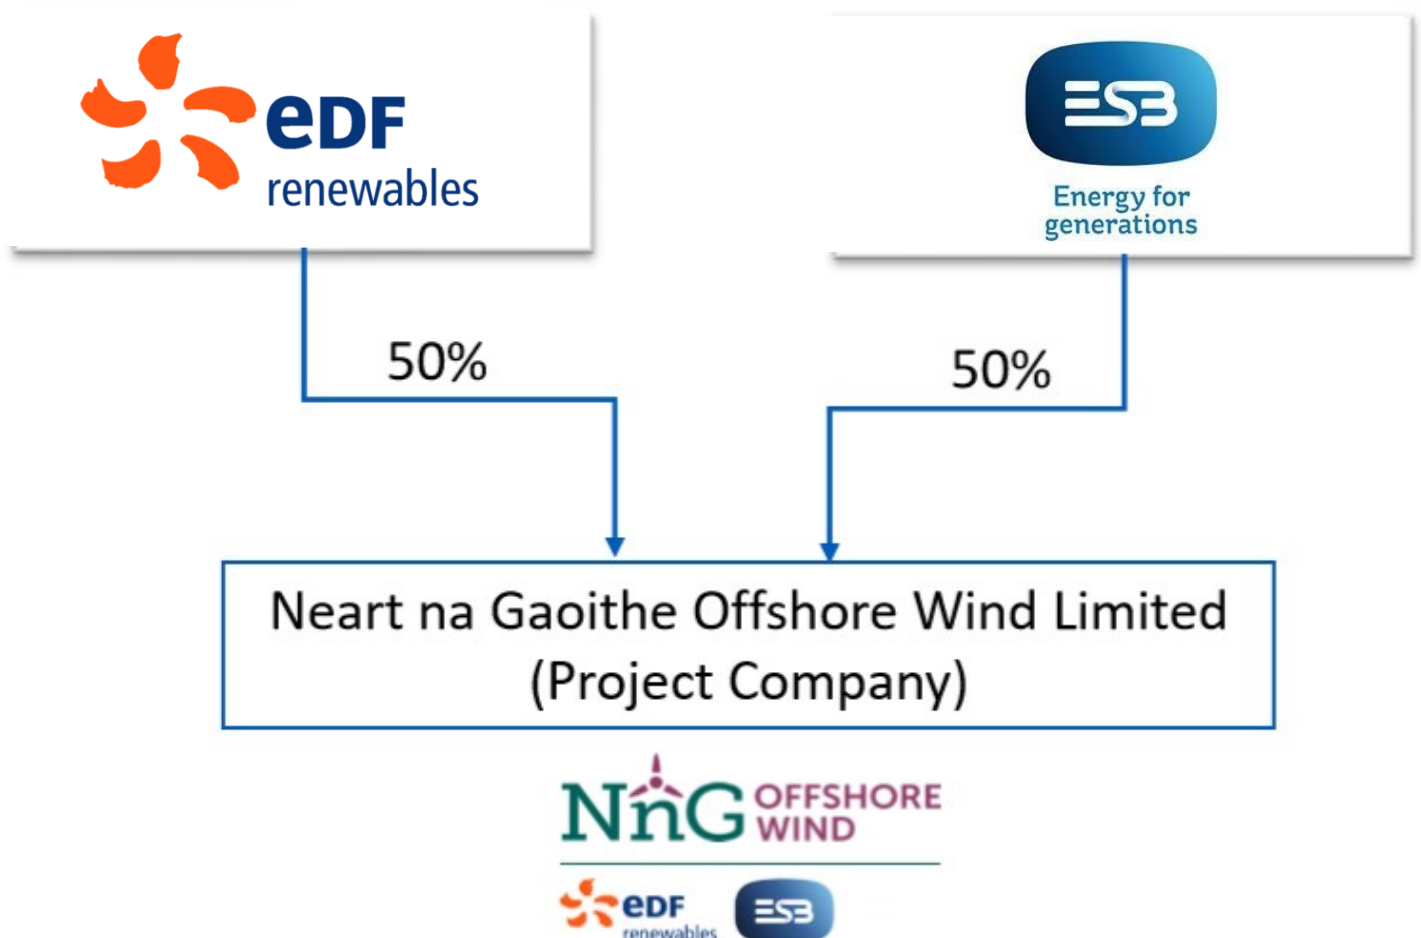 eDF
renewables
ESB
Energy for
generations
50%
50%
Neart na Gaoithe Offshore Wind Limited
(Project Company)
NnG OFFSHORE
WIND
eDF
renewables
ESB